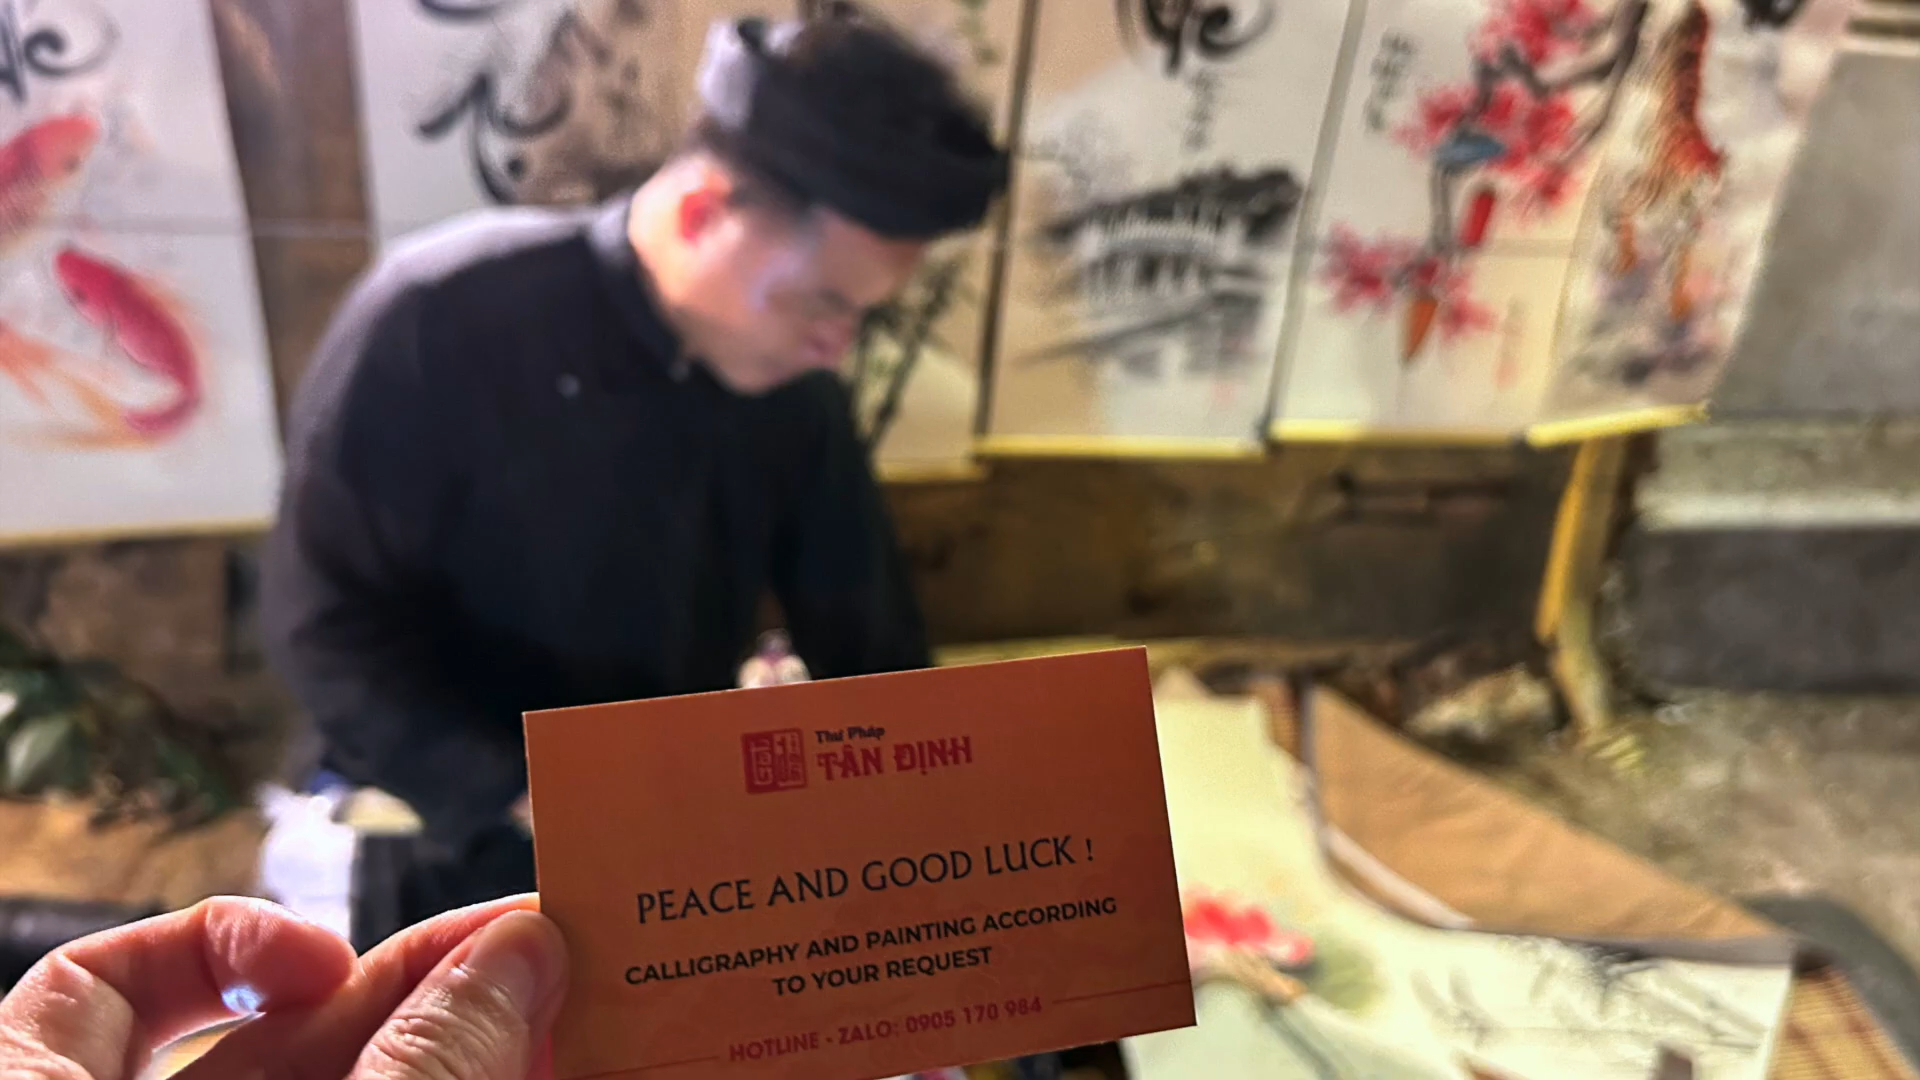 Thư Pháp
TÂN ĐỊNH
PEACE AND GOOD LUCK !
CALLIGRAPHY AND PAINTING ACCORDING
TO YOUR REQUEST
HOTLINE - ZALO: 0905 170 984